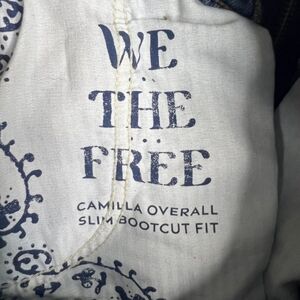 WE
THE
FREE
CAMILLA OVERALL
SLIM BOOTCUT FIT